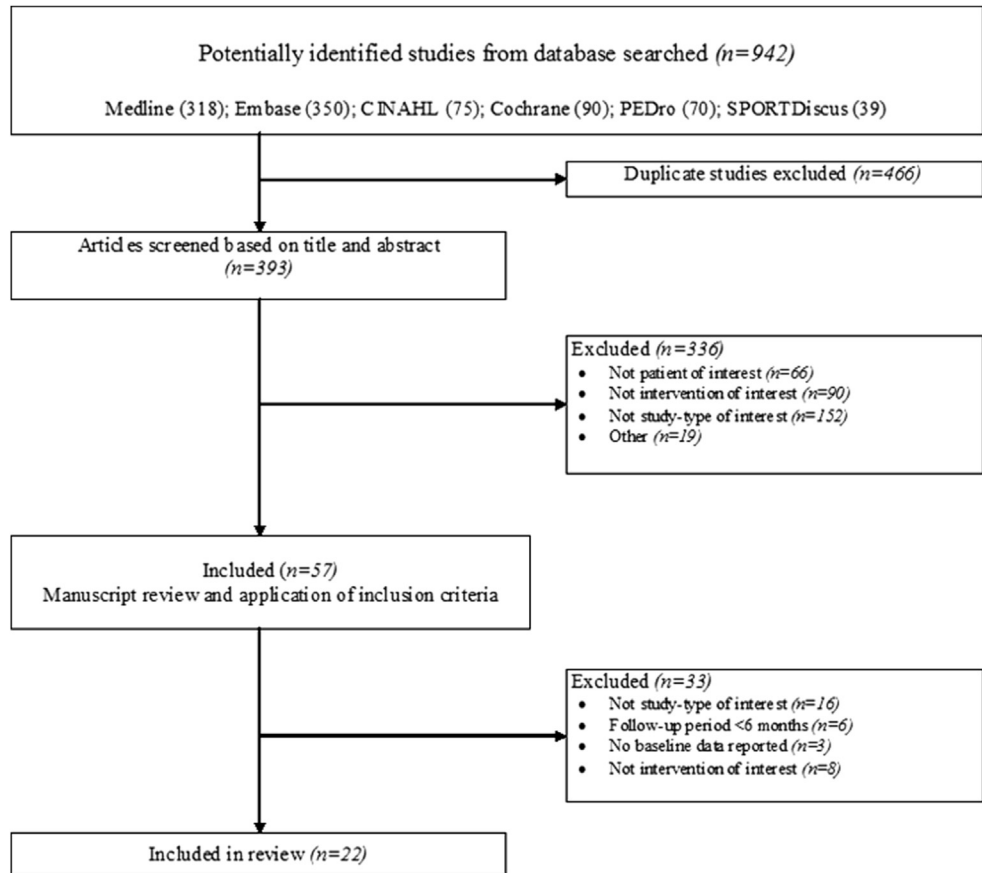 Potentially identified studies from database searched (n=942)
Medline (318); Embase (350); CINAHL (75); Cochrane (90); PEDro (70); SPORTDiscus (39)
Duplicate studies excluded (n=466)
Articles screened based on title and abstract
(n=393)
Excluded (n=336)
• Not patient of interest (n=66)
• Not intervention of interest (n=90)
• Not study-type of interest (n=152)
• Other (n=19)
Included (n=57)
Manuscript review and application of inclusion criteria
Excluded (n=33)
• Not study-type of interest (n=16)
• Follow-up period <6 months (n=6)
• No baseline data reported (n=3)
• Not intervention of interest (n=8)
Included in review (n=22)